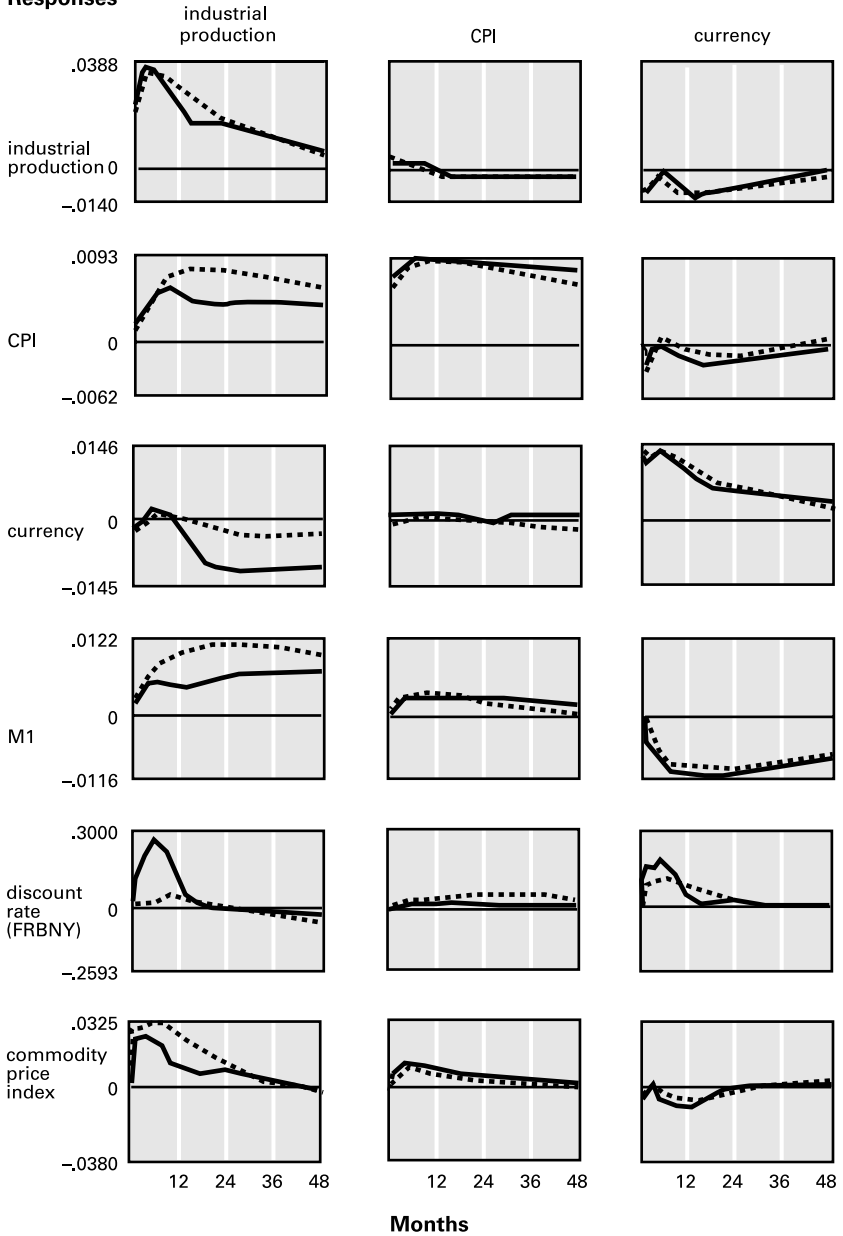 Responses
industrial
production
CPI
currency
.0388
industrial
production 0
–.0140
.0093
CPI
0
–.0062
.0146
0
currency
–.0145
.0122
0
M1
–.0116
.3000
discount
rate
(FRBNY)
0
–.2593
.0325
commodity
price
index
0
–.0380
12 24 36 48
12 24 36 48
12 24 36 48
Months